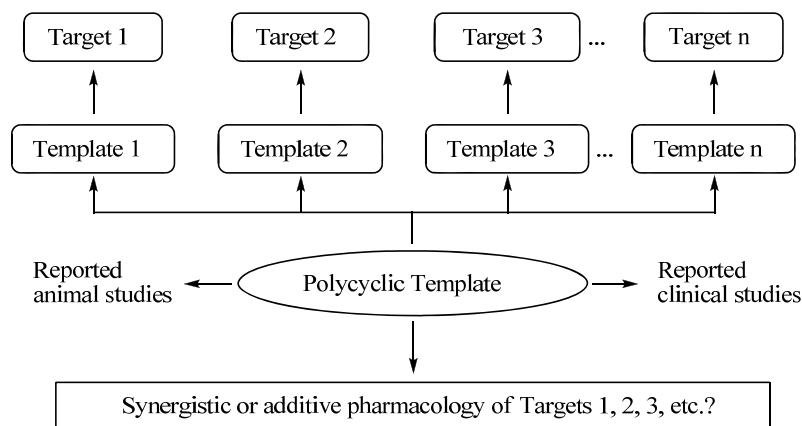 Target 1
Target 2
Target 3
...
Target n
Template 1
Template 2
Template 3
...
Template n
Reported
animal studies
Polycyclic Template
Reported
clinical studies
Synergistic or additive pharmacology of Targets 1, 2, 3, etc.?